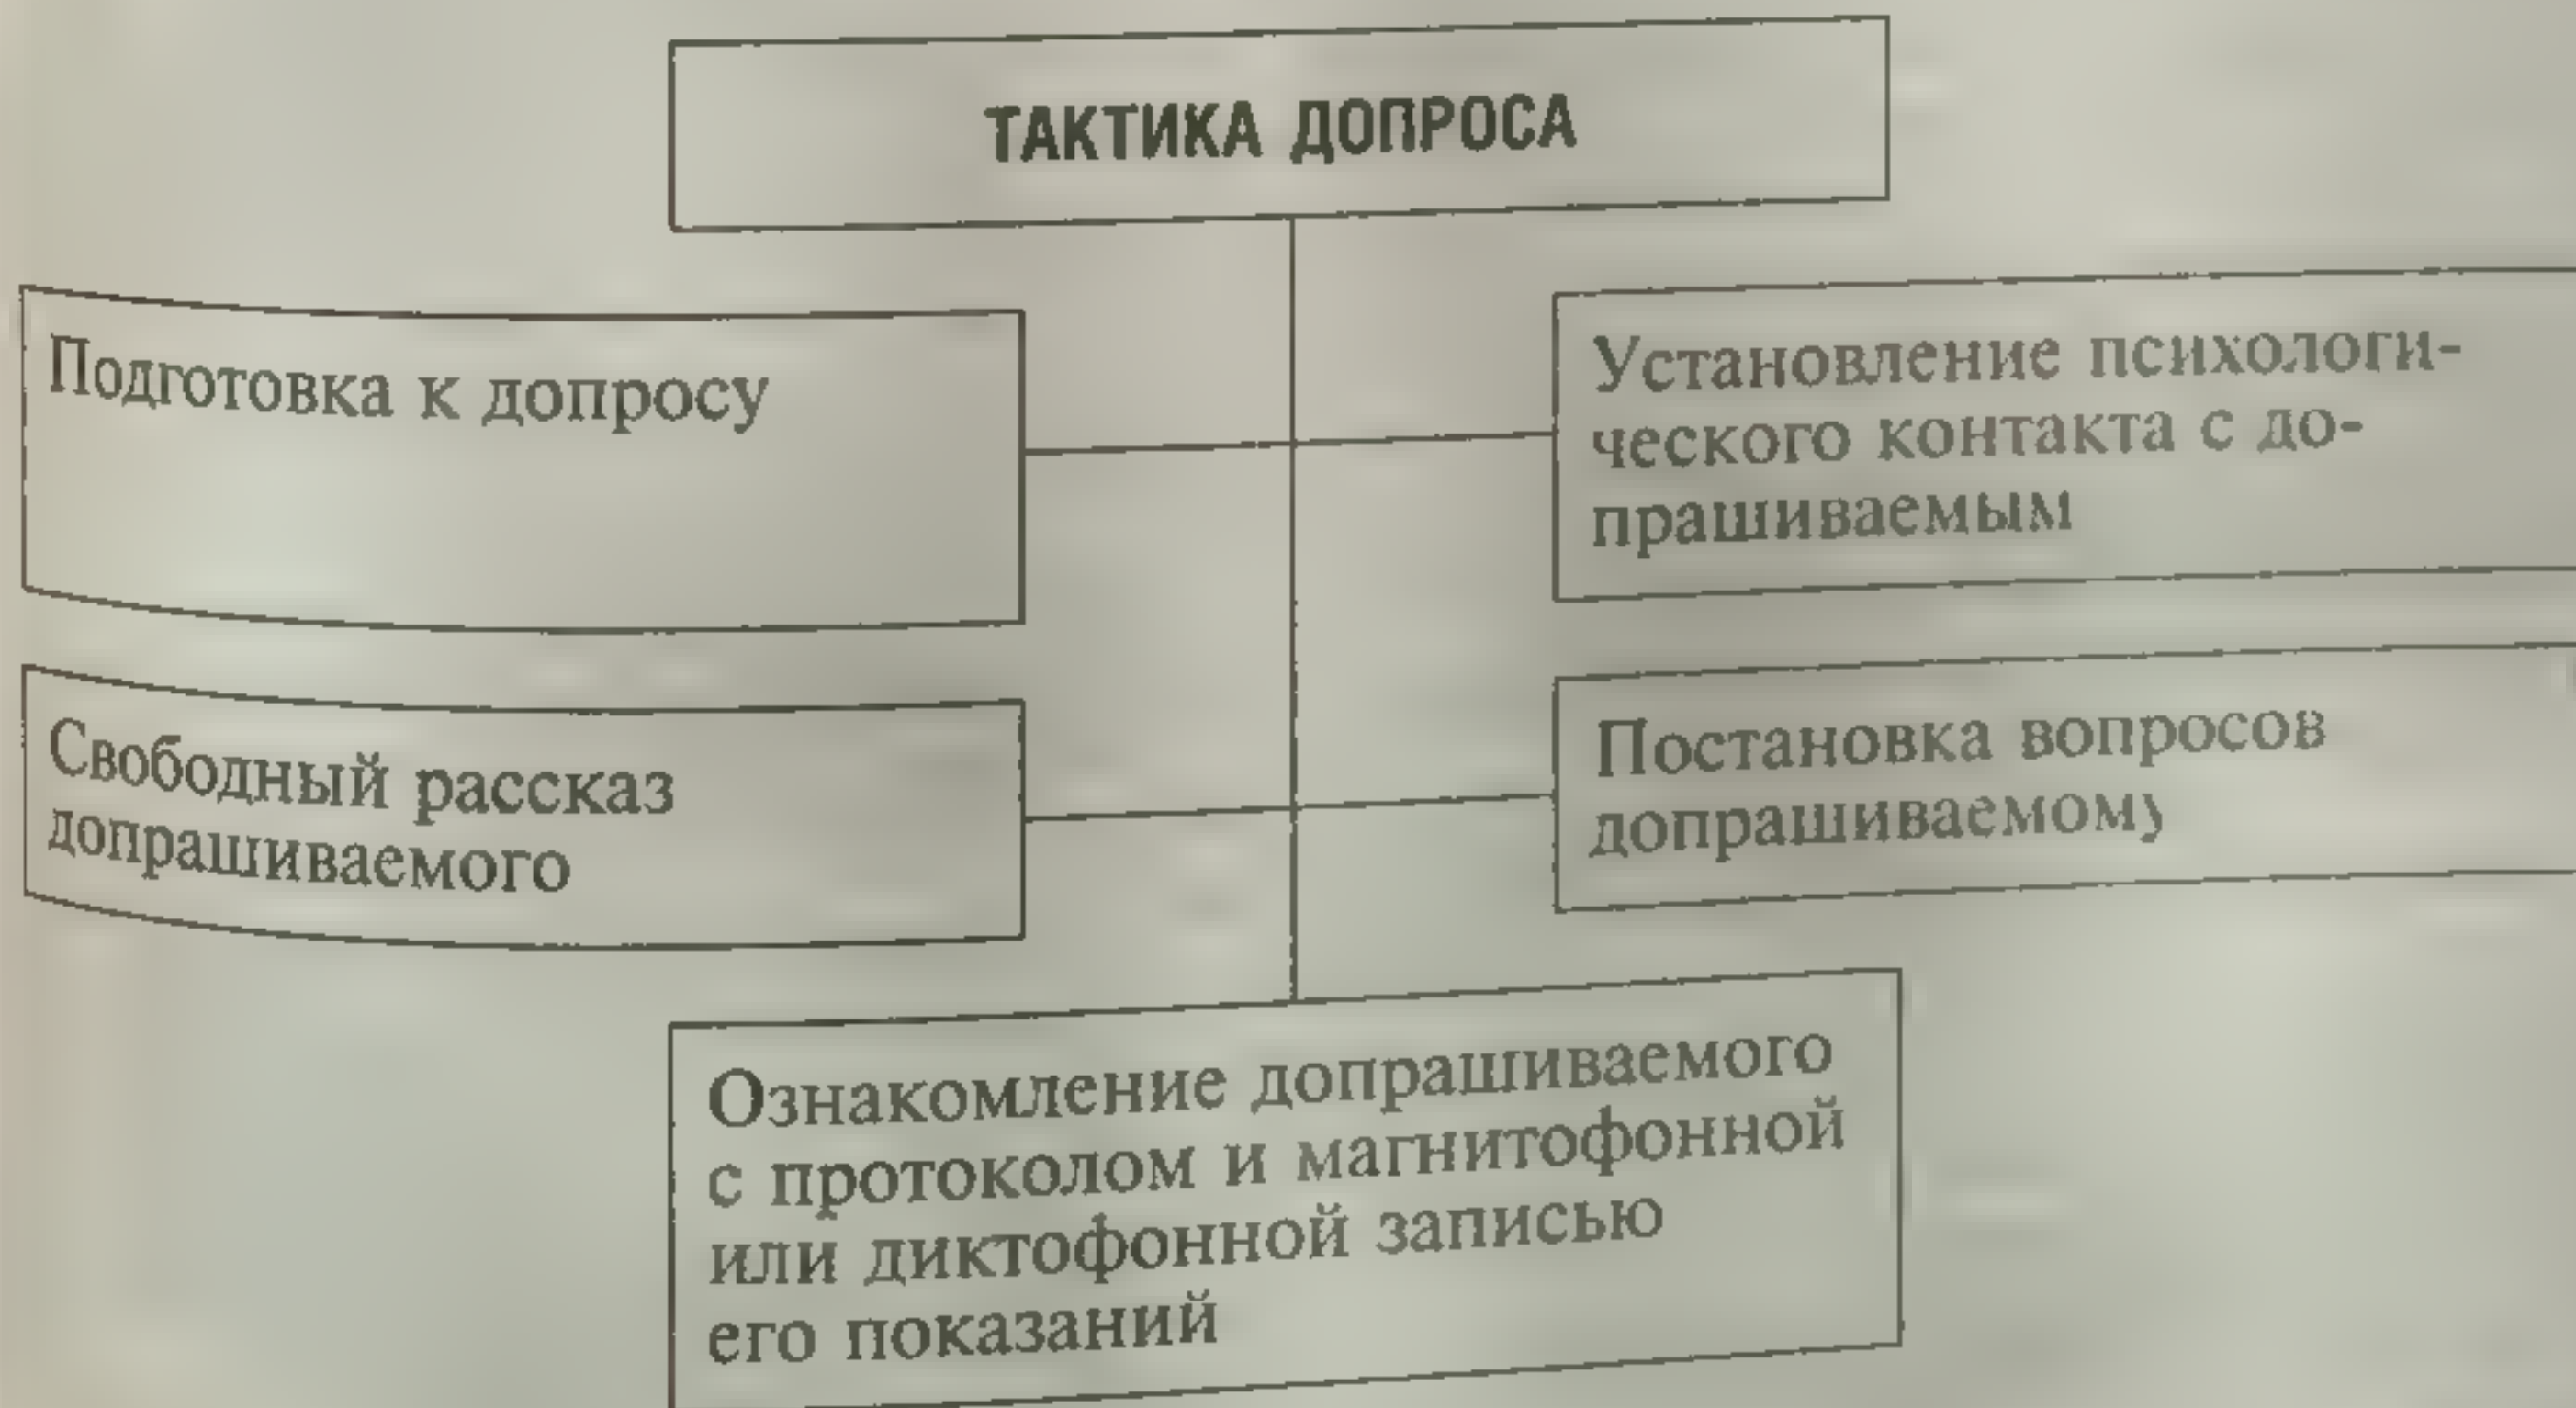 ТАКТИКА ДОПРОСА
Подготовка к допросу
Установление психологи-
ческого контакта с до-
прашиваемым
Свободный рассказ
допрашиваемого
Постановка вопросов
допрашиваемому
Ознакомление допрашиваемого
с протоколом и магнитофонной
или диктофонной записью
его показаний